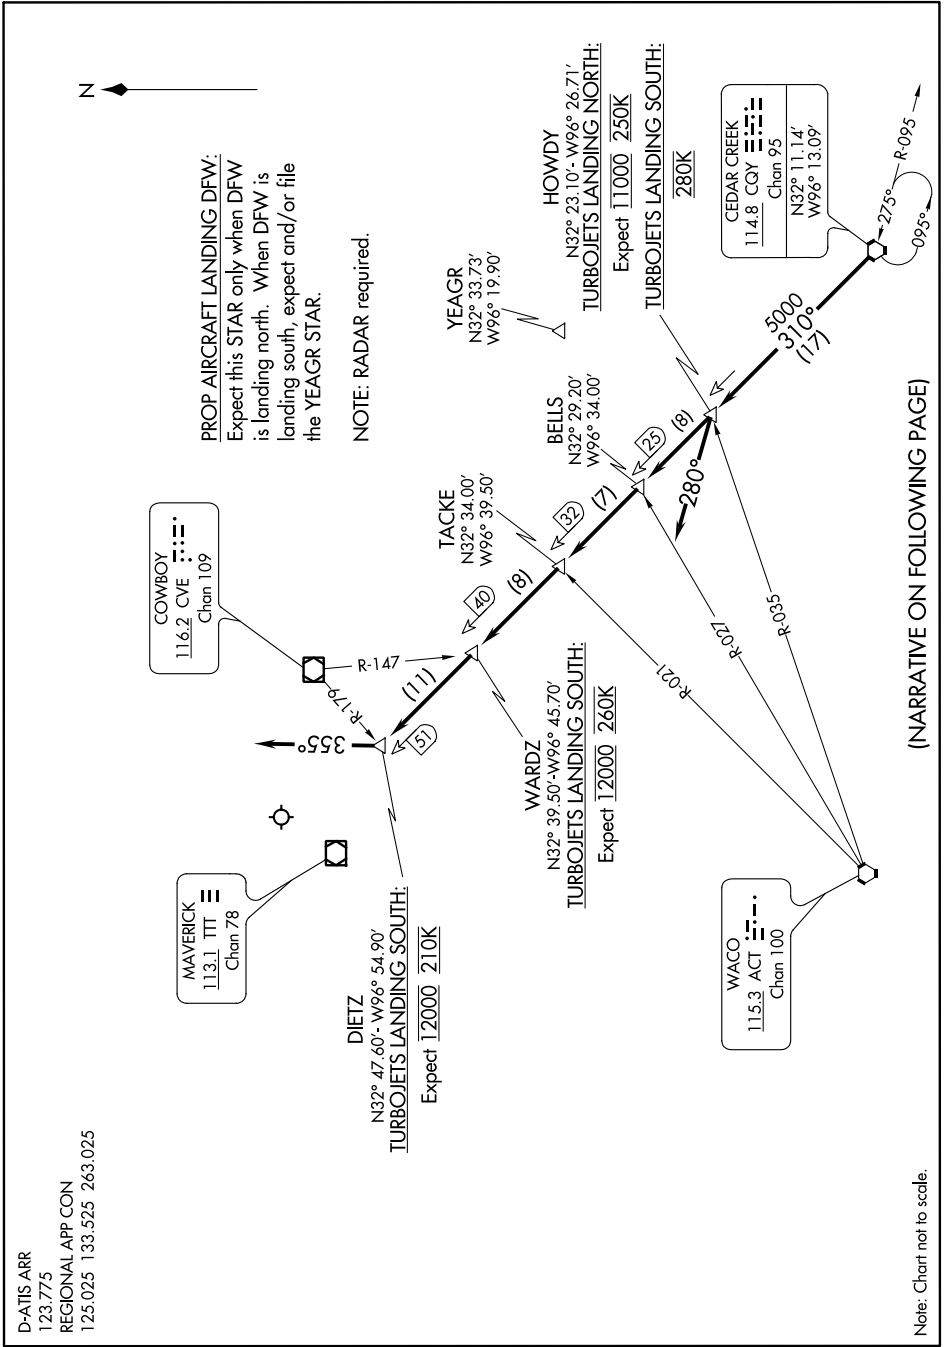 D-ATIS ARR
123.775
REGIONAL APP CON
125.025 133.525 263.025
PROP AIRCRAFT LANDING DFW:
Expect this STAR only when DFW
is landing north. When DFW is
landing south, expect and/or file
the YEAGR STAR.
NOTE: RADAR required.
N
MAVERICK
113.1 TTT
Chan 78
COWBOY
116.2 CVE
Chan 109
R-179
R-147
355°
DIETZ
N32° 47.60'- W96° 54.90'
TURBOJETS LANDING SOUTH:
Expect 12000 210K
51
(11)
40
WARDZ
N32° 39.50'-W96° 45.70'
TURBOJETS LANDING SOUTH:
Expect 12000 260K
(8)
TACKE
N32° 34.00'
W96° 39.50'
32
(7)
BELLS
N32° 29.20'
W96° 34.00'
25
(8)
280°
YEAGR
N32° 33.73'
W96° 19.90'
HOWDY
N32° 23.10'- W96° 26.71'
TURBOJETS LANDING NORTH:
Expect 11000 250K
TURBOJETS LANDING SOUTH:
280K
5000
310°
(17)
CEDAR CREEK
114.8 CQY
Chan 95
N32° 11.14'
W96° 13.09'
275°
R-095
095°
WACO
115.3 ACT
Chan 100
R-021
R-027
R-035
Note: Chart not to scale.
(NARRATIVE ON FOLLOWING PAGE)